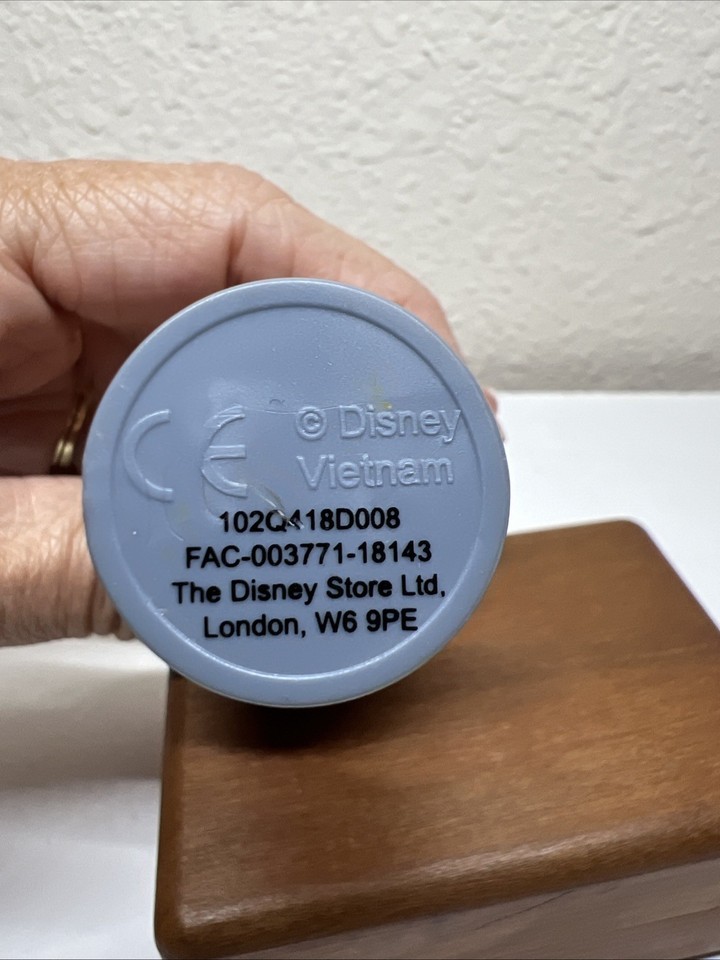 CE © Disney
Vietnam
102Q418D008
FAC-003771-18143
The Disney Store Ltd,
London, W6 9PE